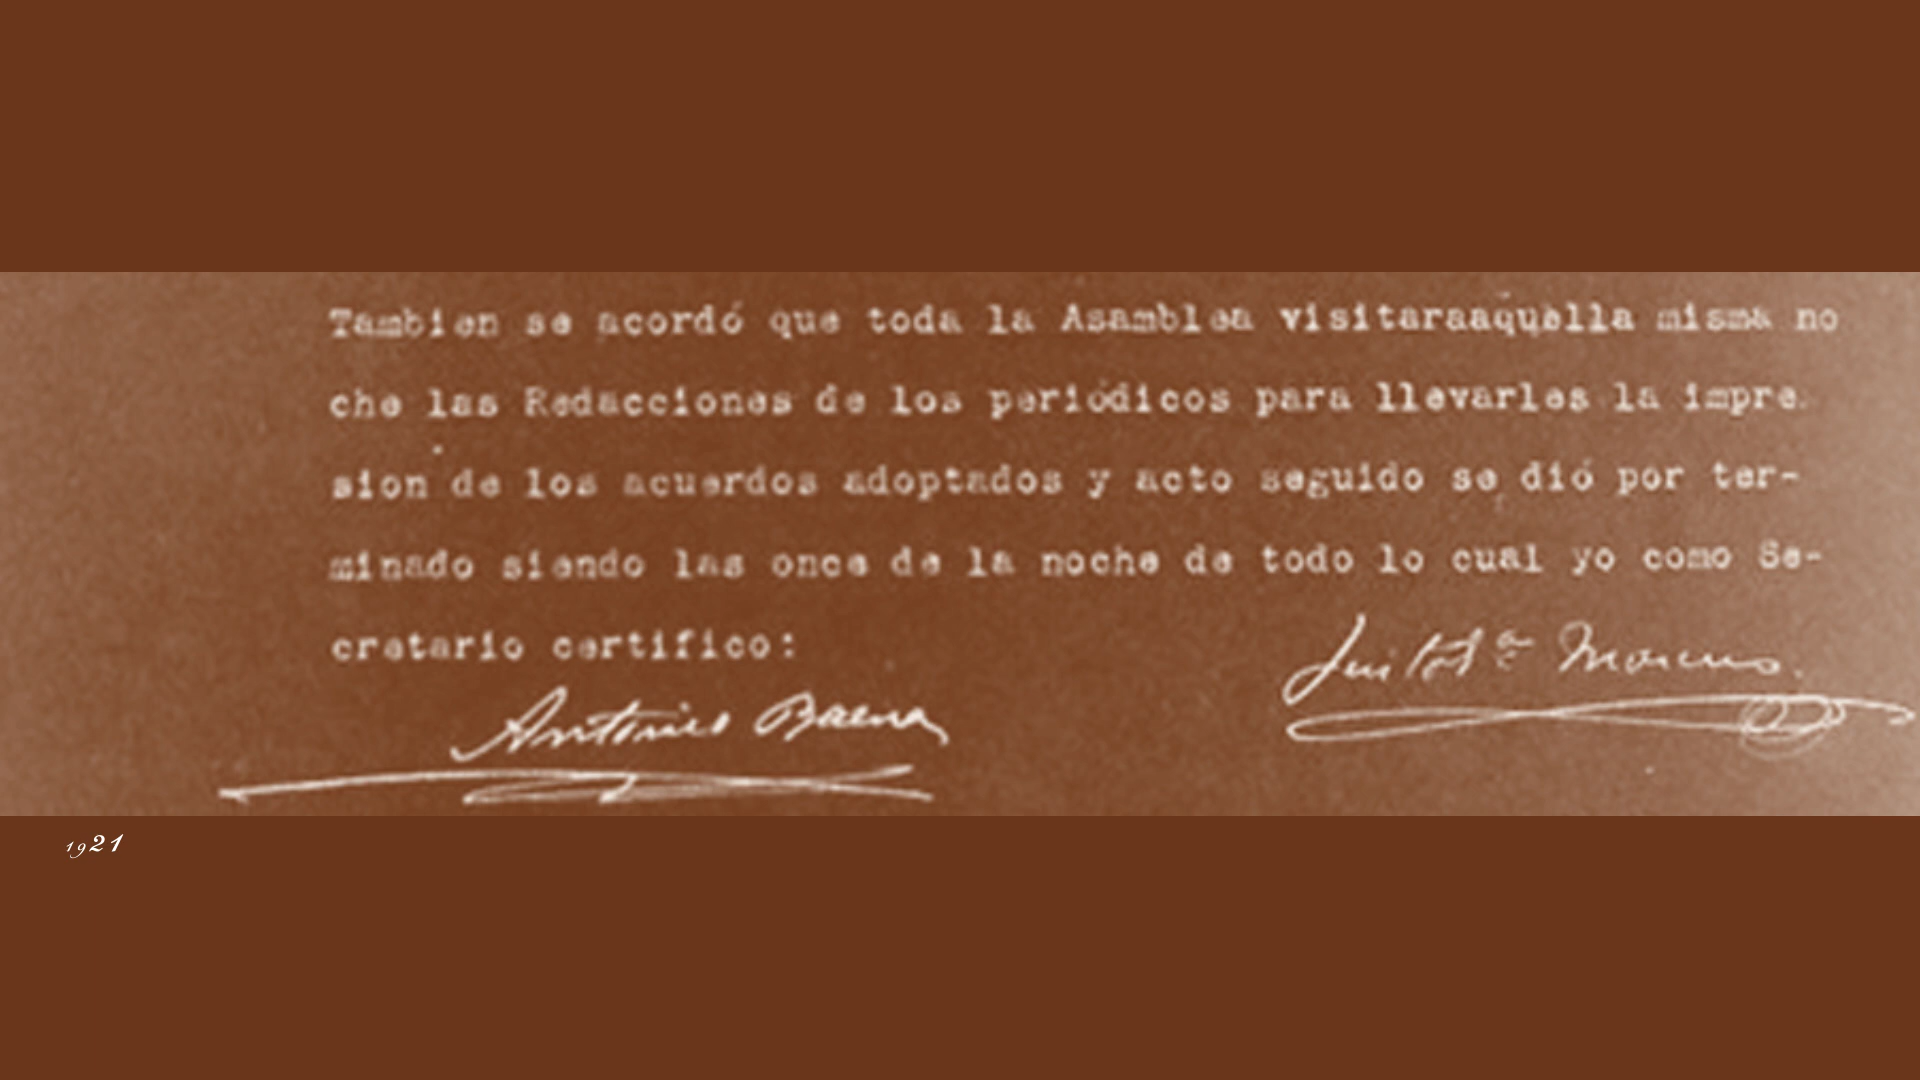 Tambien se acordó que toda la Asamblea visitaraaquella misma no
che las Redacciones de los periódicos para llevarles la impre
sion de los acuerdos adoptados y acto seguido se dió por ter-
minado siendo las once de la noche de todo lo cual yo como Se-
cretario certifico:
Moreno.
Antonio Baena
1921